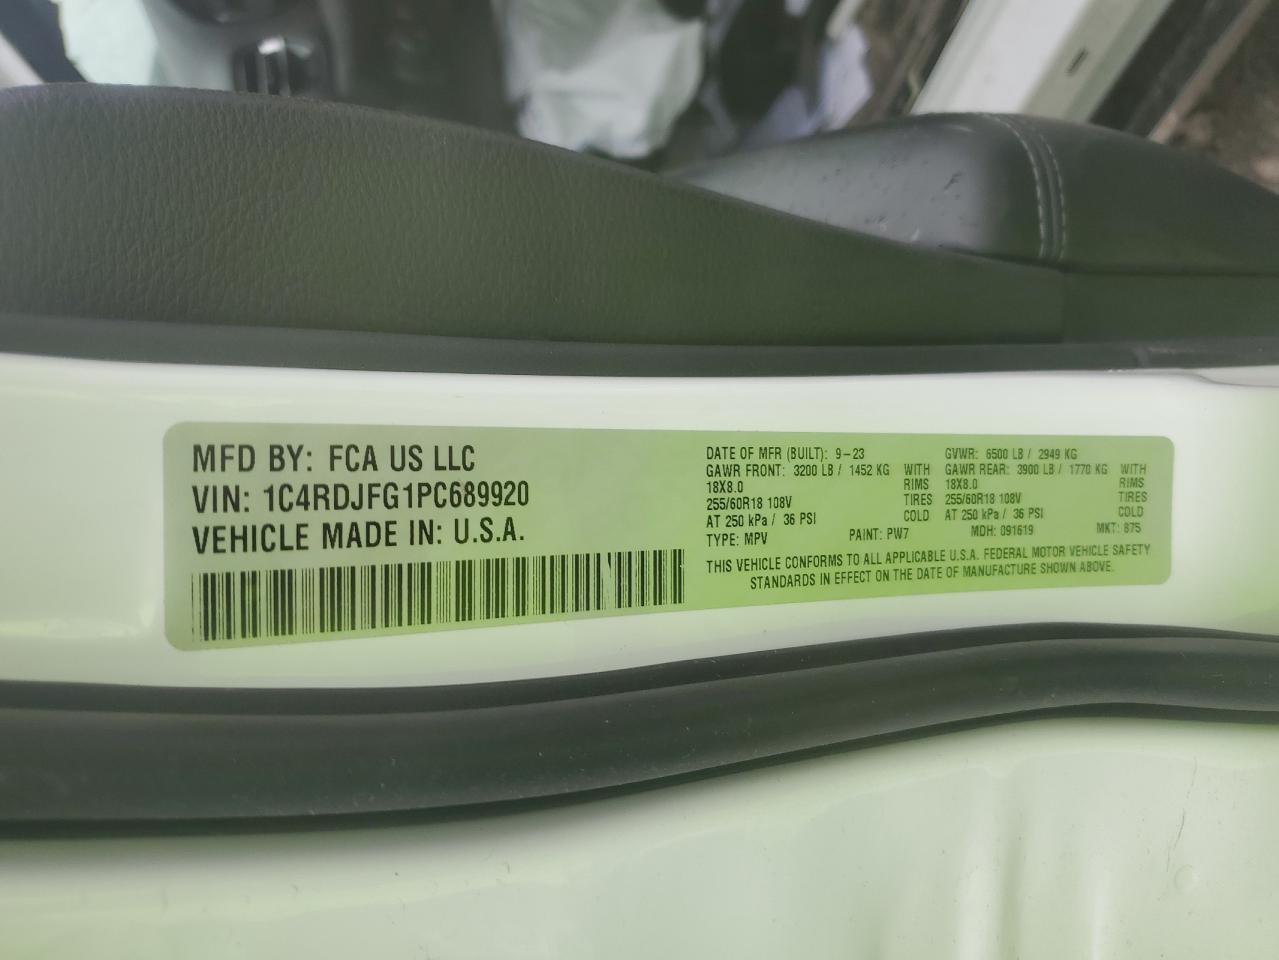 MFD BY: FCA US LLC
VIN: 1C4RDJFG1PC689920
VEHICLE MADE IN: U.S.A.
DATE OF MFR (BUILT): 9-23
GAWR FRONT: 3200 LB / 1452 KG WITH
18X8.0 RIMS
255/60R18 108V TIRES
AT 250 kPa / 36 PSI COLD
TYPE: MPV PAINT: PW7
GVWR: 6500 LB / 2949 KG
GAWR REAR: 3900 LB / 1770 KG WITH
18X8.0 RIMS
255/60R18 108V TIRES
AT 250 kPa / 36 PSI COLD
MDH: 091619 MKT: 875
THIS VEHICLE CONFORMS TO ALL APPLICABLE U.S.A. FEDERAL MOTOR VEHICLE SAFETY
STANDARDS IN EFFECT ON THE DATE OF MANUFACTURE SHOWN ABOVE.